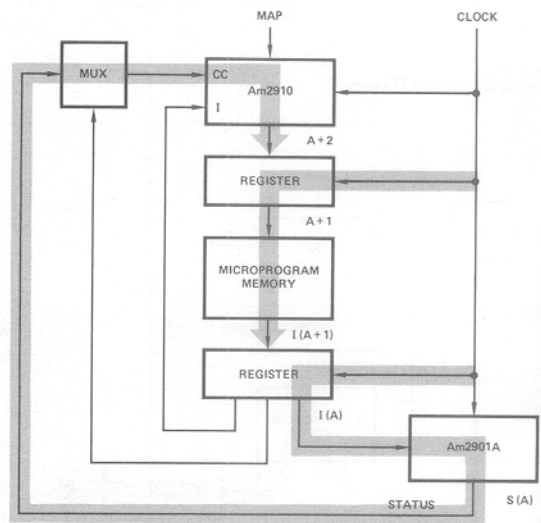 MAP
CLOCK
MUX
CC
Am2910
I
A+2
REGISTER
A+1
MICROPROGRAM
MEMORY
I (A+1)
REGISTER
I (A)
Am2901A
STATUS
S (A)